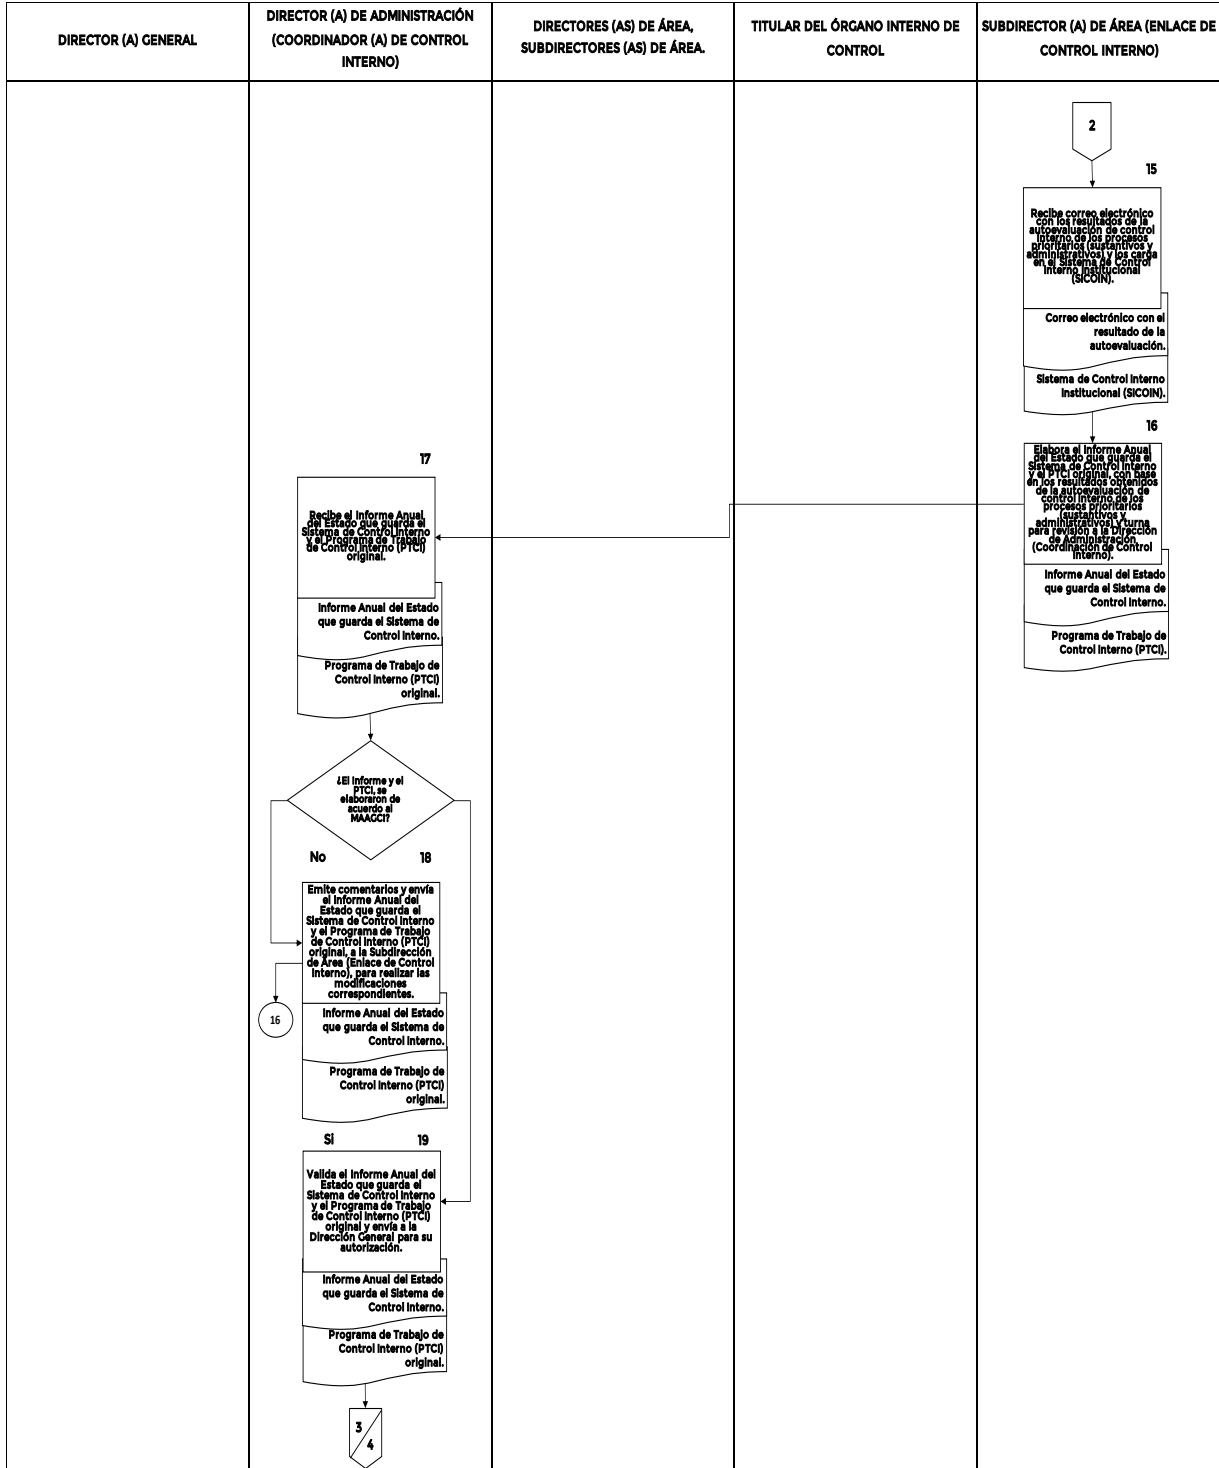 DIRECTOR (A) GENERAL
DIRECTOR (A) DE ADMINISTRACIÓN
(COORDINADOR (A) DE CONTROL
INTERNO)
DIRECTORES (AS) DE ÁREA,
SUBDIRECTORES (AS) DE ÁREA.
TITULAR DEL ÓRGANO INTERNO DE
CONTROL
SUBDIRECTOR (A) DE ÁREA (ENLACE DE
CONTROL INTERNO)
2
15
Recibe correo electrónico
con los resultados de la
autoevaluación de control
interno de los procesos
prioritarios (sustantivos y
administrativos) y los carga
en el Sistema de Control
Interno Institucional
(SICOIN).
Correo electrónico con el
resultado de la
autoevaluación.
Sistema de Control Interno
Institucional (SICOIN).
16
Elabora el Informe Anual
del Estado que guarda el
Sistema de Control Interno
y el PTCI original, con base
en los resultados obtenidos
de la autoevaluación de
control interno de los
procesos prioritarios
(sustantivos y
administrativos) y turna
para revisión a la Dirección
de Administración
(Coordinación de Control
Interno).
Informe Anual del Estado
que guarda el Sistema de
Control Interno.
Programa de Trabajo de
Control Interno (PTCI).
17
Recibe el Informe Anual
del Estado que guarda el
Sistema de Control Interno
y el Programa de Trabajo
de Control Interno (PTCI)
original.
Informe Anual del Estado
que guarda el Sistema de
Control Interno.
Programa de Trabajo de
Control Interno (PTCI)
original.
¿El Informe y el
PTCI, se
elaboraron de
acuerdo al
MAAGCI?
No
18
Emite comentarios y envía
el Informe Anual del
Estado que guarda el
Sistema de Control Interno
y el Programa de Trabajo
de Control Interno (PTCI)
original, a la Subdirección
de Área (Enlace de Control
Interno), para realizar las
modificaciones
correspondientes.
16
Informe Anual del Estado
que guarda el Sistema de
Control Interno.
Programa de Trabajo de
Control Interno (PTCI)
original.
Si
19
Valida el Informe Anual del
Estado que guarda el
Sistema de Control Interno
y el Programa de Trabajo
de Control Interno (PTCI)
original y envía a la
Dirección General para su
autorización.
Informe Anual del Estado
que guarda el Sistema de
Control Interno.
Programa de Trabajo de
Control Interno (PTCI)
original.
3
4